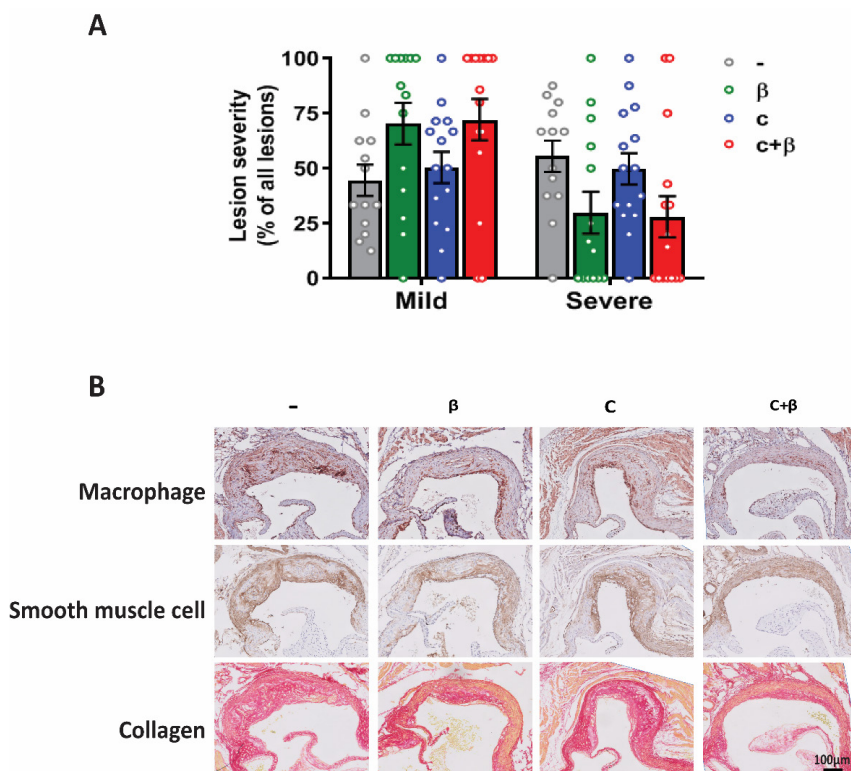 A
Lesion severity
(% of all lesions)
100
75
50
25
0
Mild
Severe
-
β
c
c+β
B
-
β
C
C+β
Macrophage
Smooth muscle cell
Collagen
100μm